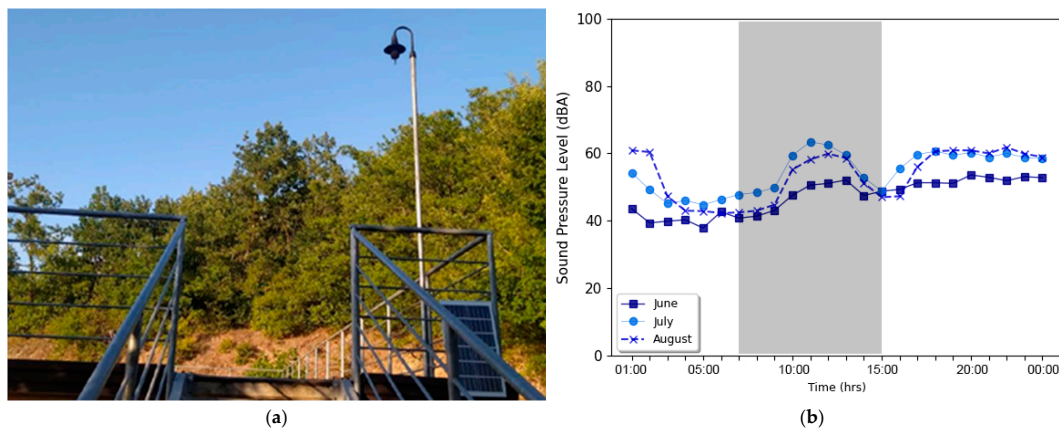 100
80
60
40
20
0
Sound Pressure Level (dBA)
June
July
August
01:00 05:00 10:00 15:00 20:00 00:00
Time (hrs)
(a) (b)